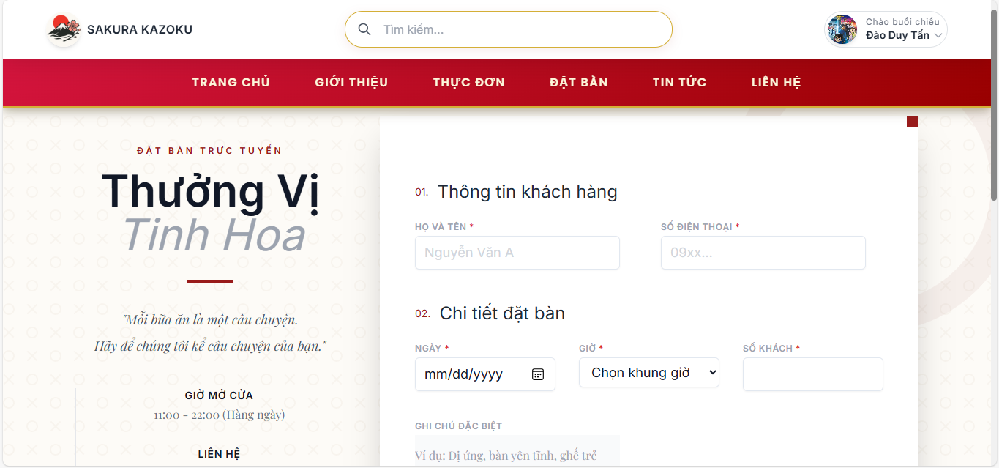 SAKURA KAZOKU
Tìm kiếm...
Chào buổi chiều
Đào Duy Tấn
TRANG CHỦ
GIỚI THIỆU
THỰC ĐƠN
ĐẶT BÀN
TIN TỨC
LIÊN HỆ
ĐẶT BÀN TRỰC TUYẾN
Thưởng Vị
Tinh Hoa
"Mỗi bữa ăn là một câu chuyện.
Hãy để chúng tôi kể câu chuyện của bạn."
GIỜ MỞ CỬA
11:00 - 22:00 (Hàng ngày)
LIÊN HỆ
01. Thông tin khách hàng
HỌ VÀ TÊN *
Nguyễn Văn A
SỐ ĐIỆN THOẠI *
09xx...
02. Chi tiết đặt bàn
NGÀY *
mm/dd/yyyy
GIỜ *
Chọn khung giờ
SỐ KHÁCH *
GHI CHÚ ĐẶC BIỆT
Ví dụ: Dị ứng, bàn yên tĩnh, ghế trẻ